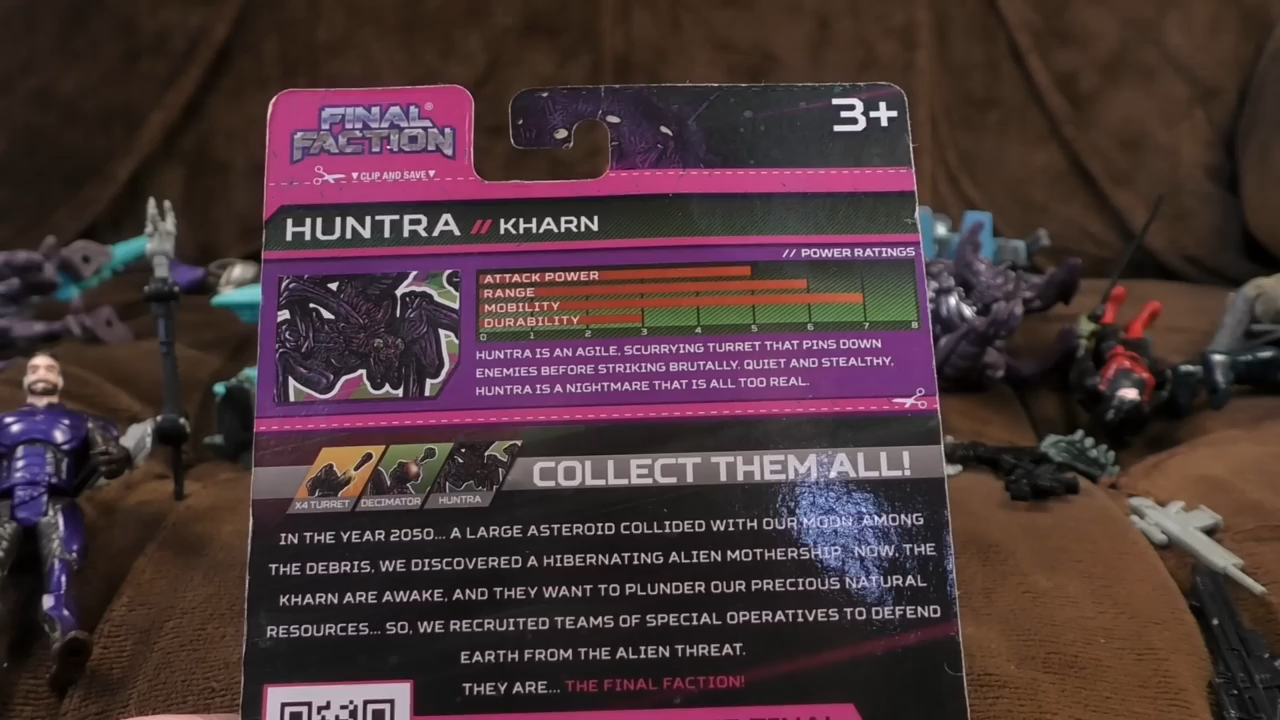 FINAL
FACTION®
▼CLIP AND SAVE▼
3+
HUNTRA // KHARN
// POWER RATINGS
ATTACK POWER
RANGE
MOBILITY
DURABILITY
0 1 2 3 4 5 6 7 8
HUNTRA IS AN AGILE, SCURRYING TURRET THAT PINS DOWN
ENEMIES BEFORE STRIKING BRUTALLY. QUIET AND STEALTHY,
HUNTRA IS A NIGHTMARE THAT IS ALL TOO REAL.
X4 TURRET DECIMATOR HUNTRA
COLLECT THEM ALL!
IN THE YEAR 2050... A LARGE ASTEROID COLLIDED WITH OUR MOON. AMONG
THE DEBRIS, WE DISCOVERED A HIBERNATING ALIEN MOTHERSHIP. NOW, THE
KHARN ARE AWAKE, AND THEY WANT TO PLUNDER OUR PRECIOUS NATURAL
RESOURCES... SO, WE RECRUITED TEAMS OF SPECIAL OPERATIVES TO DEFEND
EARTH FROM THE ALIEN THREAT.
THEY ARE... THE FINAL FACTION!